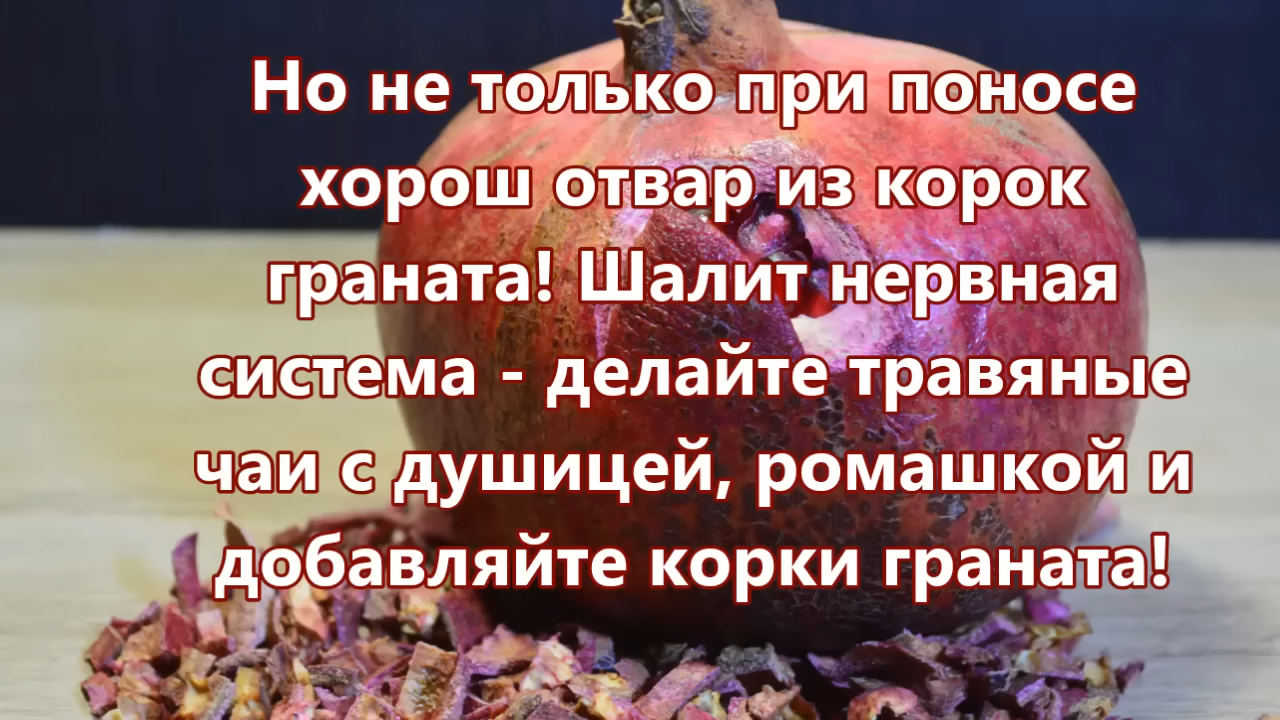 Но не только при поносе
хорош отвар из корок
граната! Шалит нервная
система - делайте травяные
чаи с душицей, ромашкой и
добавляйте корки граната!